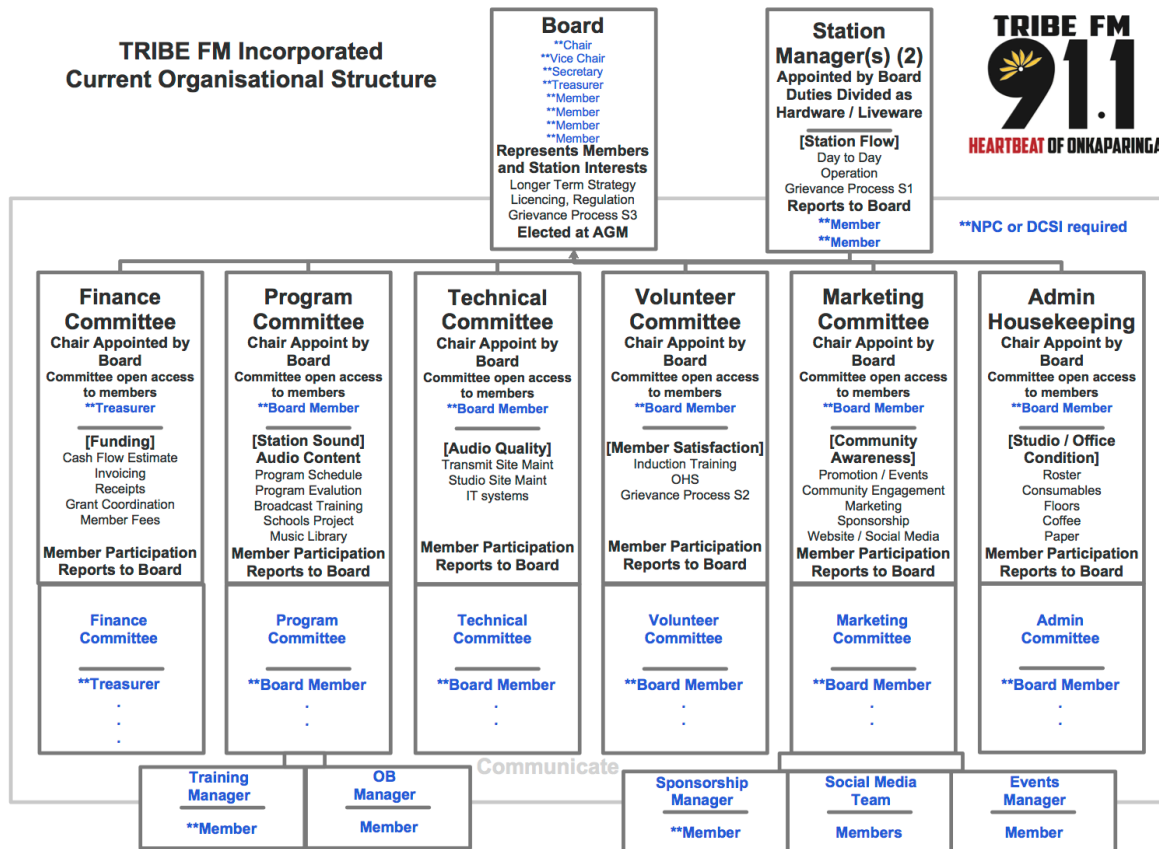 TRIBE FM Incorporated
Current Organisational Structure
Board
**Chair
**Vice Chair
**Secretary
**Treasurer
**Member
**Member
**Member
**Member
Represents Members
and Station Interests
Longer Term Strategy
Licencing, Regulation
Grievance Process S3
Elected at AGM
Station
Manager(s) (2)
Appointed by Board
Duties Divided as
Hardware / Liveware
[Station Flow]
Day to Day
Operation
Grievance Process S1
Reports to Board
**Member
**Member
TRIBE FM
91.1
HEARTBEAT OF ONKAPARINGA
**NPC or DCSI required
Finance
Committee
Chair Appointed by
Board
Committee open access
to members
**Treasurer
[Funding]
Cash Flow Estimate
Invoicing
Receipts
Grant Coordination
Member Fees
Member Participation
Reports to Board
Program
Committee
Chair Appoint by
Board
Committee open access
to members
**Board Member
[Station Sound]
Audio Content
Program Schedule
Program Evalution
Broadcast Training
Schools Project
Music Library
Member Participation
Reports to Board
Technical
Committee
Chair Appoint by
Board
Committee open access
to members
**Board Member
[Audio Quality]
Transmit Site Maint
Studio Site Maint
IT systems
Member Participation
Reports to Board
Volunteer
Committee
Chair Appoint by
Board
Committee open access
to members
**Board Member
[Member Satisfaction]
Induction Training
OHS
Grievance Process S2
Member Participation
Reports to Board
Marketing
Committee
Chair Appoint by
Board
Committee open access
to members
**Board Member
[Community
Awareness]
Promotion / Events
Community Engagement
Marketing
Sponsorship
Website / Social Media
Member Participation
Reports to Board
Admin
Housekeeping
Chair Appoint by
Board
Committee open access
to members
**Board Member
[Studio / Office
Condition]
Roster
Consumables
Floors
Coffee
Paper
Member Participation
Reports to Board
Finance
Committee
**Treasurer
.
.
.
Program
Committee
**Board Member
.
.
Technical
Committee
**Board Member
.
.
Volunteer
Committee
**Board Member
.
.
Marketing
Committee
**Board Member
.
.
Admin
Committee
**Board Member
.
.
Communicate
Training
Manager
**Member
OB
Manager
Member
Sponsorship
Manager
**Member
Social Media
Team
Members
Events
Manager
Member